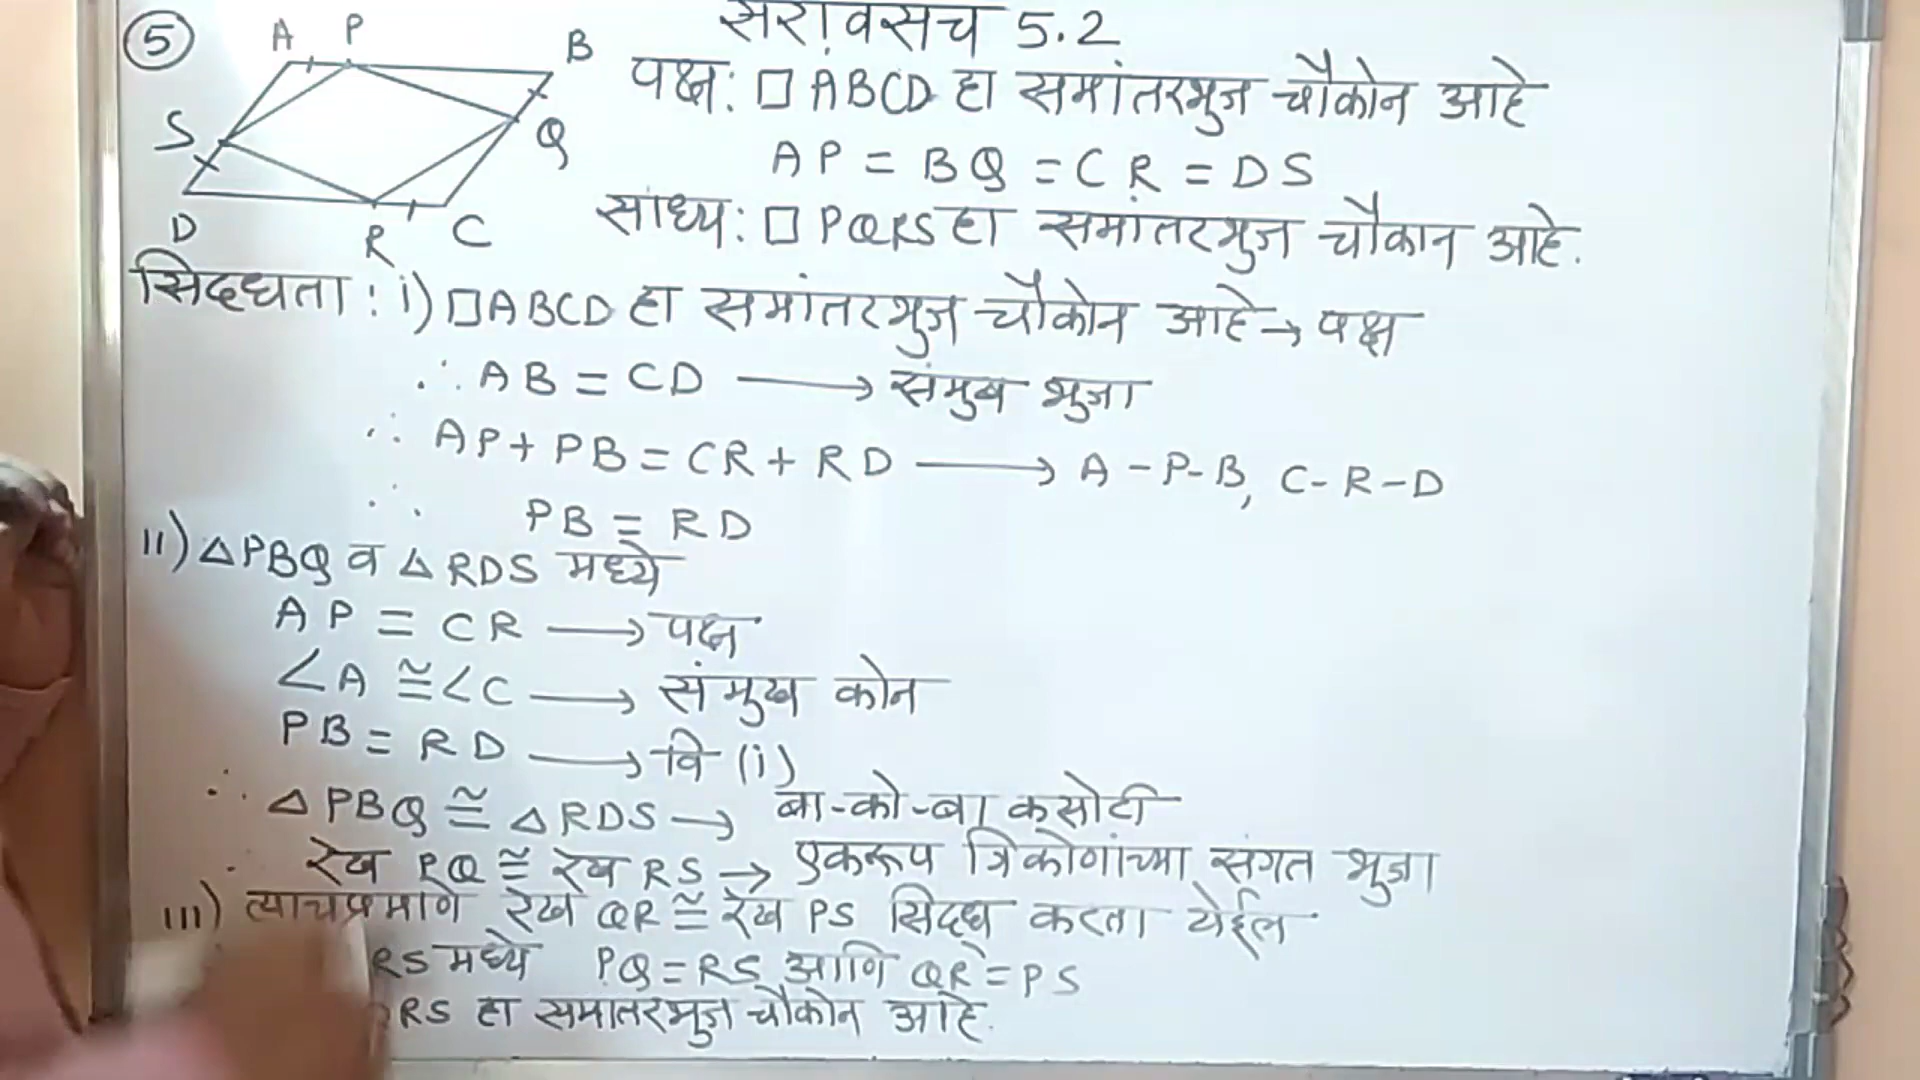 5
A P B
S Q
D R C
सरावसंच 5.2
पक्ष: □ABCD हा समांतरभुज चौकोन आहे
AP = BQ = CR = DS
साध्य: □PQRS हा समांतरभुज चौकोन आहे.
सिद्धता: i) □ABCD हा समांतरभुज चौकोन आहे → पक्ष
∴ AB = CD → संमुख भुजा
∴ AP + PB = CR + RD → A-P-B, C-R-D
∴ PB = RD
ii) △PBQ व △RDS मध्ये
AP = CR → पक्ष
∠A ≅ ∠C → संमुख कोन
PB = RD → वि (i)
∴ △PBQ ≅ △RDS → बा-को-बा कसोटी
∴ रेख PQ ≅ रेख RS → एकरूप त्रिकोणांच्या संगत भुजा
iii) त्याचप्रमाणे रेख QR ≅ रेख PS सिद्ध करता येईल
RS मध्ये PQ = RS आणि QR = PS
RS हा समांतरभुज चौकोन आहे.